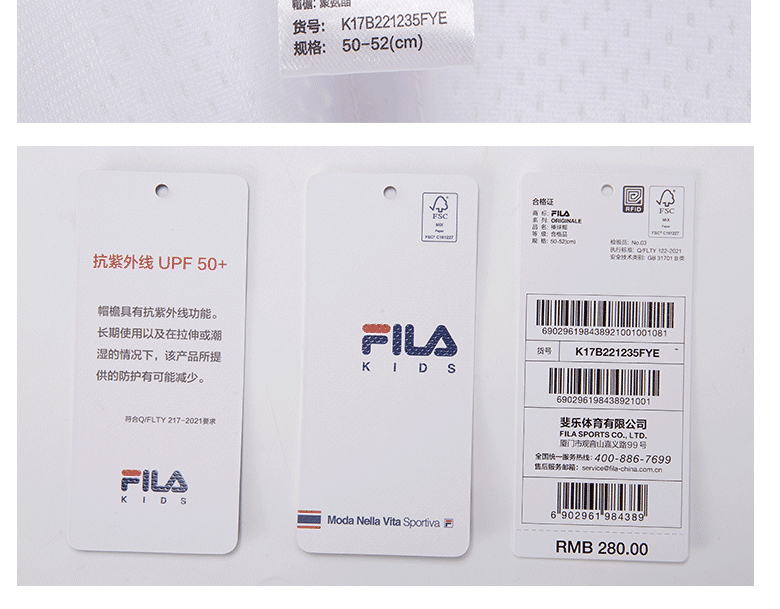 帽檐: 聚氨酯
货号: K17B221235FYE
规格: 50-52(cm)
抗紫外线 UPF 50+
帽檐具有抗紫外线功能。
长期使用以及在拉伸或潮
湿的情况下，该产品所提
供的防护有可能减少。
符合Q/FLTY 217-2021要求
FILA
KIDS
FSC
MIX
Paper
FSC® C191227
FILA
KIDS
Moda Nella Vita Sportiva
合格证
商 标: FILA
系 列: ORIGINALE
品 名: 棒球帽
等 级: 合格品
规 格: 50-52(cm)
RFID
FSC
MIX
Paper
FSC® C191227
检验员: No.03
执行标准: Q/FLTY 122-2021
安全技术类别: GB 31701 B类
69029619843892100100​1081
货号 K17B221235FYE
690296198438921001
斐乐体育有限公司
FILA SPORTS CO., LTD.
厦门市观音山嘉义路99号
全国统一服务热线: 400-886-7699
售后服务邮箱: service@fila-china.com.cn
6 902961 984389
RMB 280.00